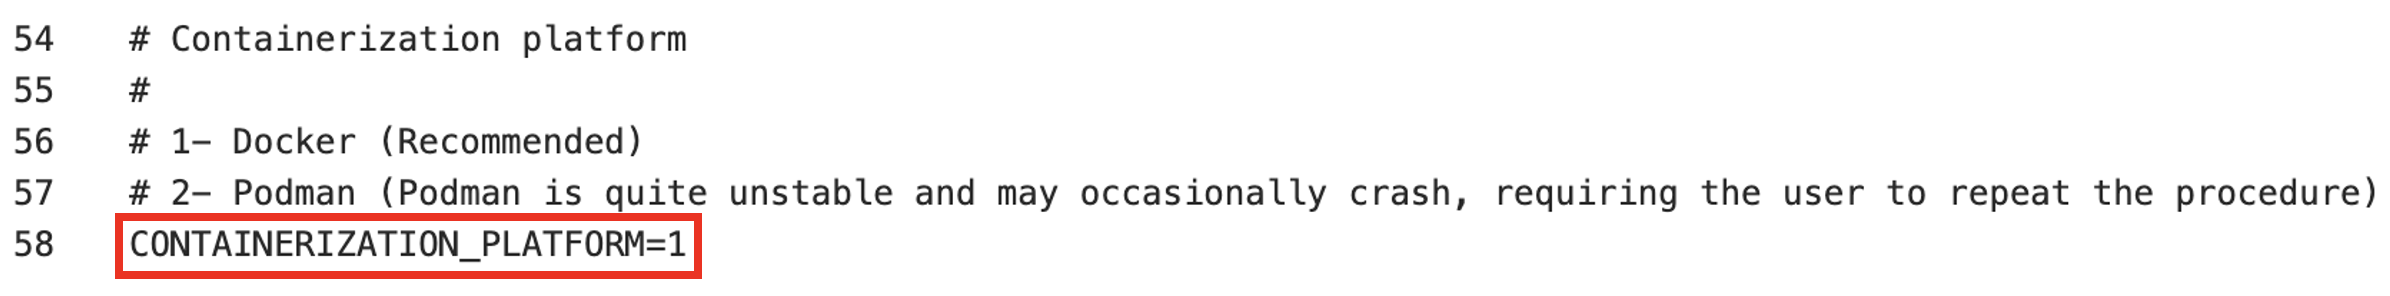 54 # Containerization platform
55 #
56 # 1- Docker (Recommended)
57 # 2- Podman (Podman is quite unstable and may occasionally crash, requiring the user to repeat the procedure)
58 CONTAINERIZATION_PLATFORM=1